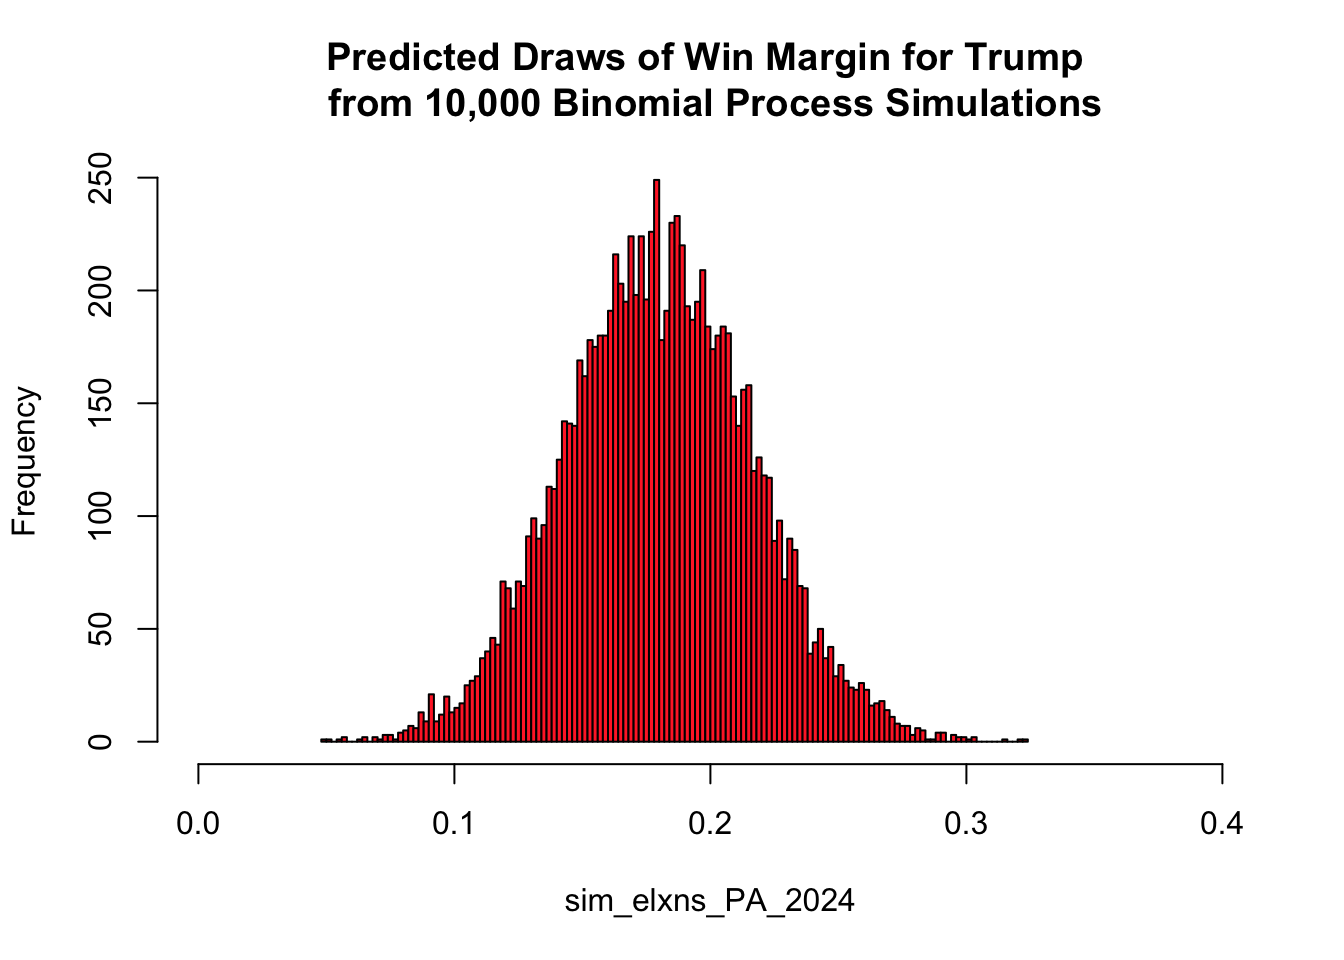 Predicted Draws of Win Margin for Trump
from 10,000 Binomial Process Simulations
Frequency
250
200
150
100
50
0
0.0 0.1 0.2 0.3 0.4
sim_elxns_PA_2024